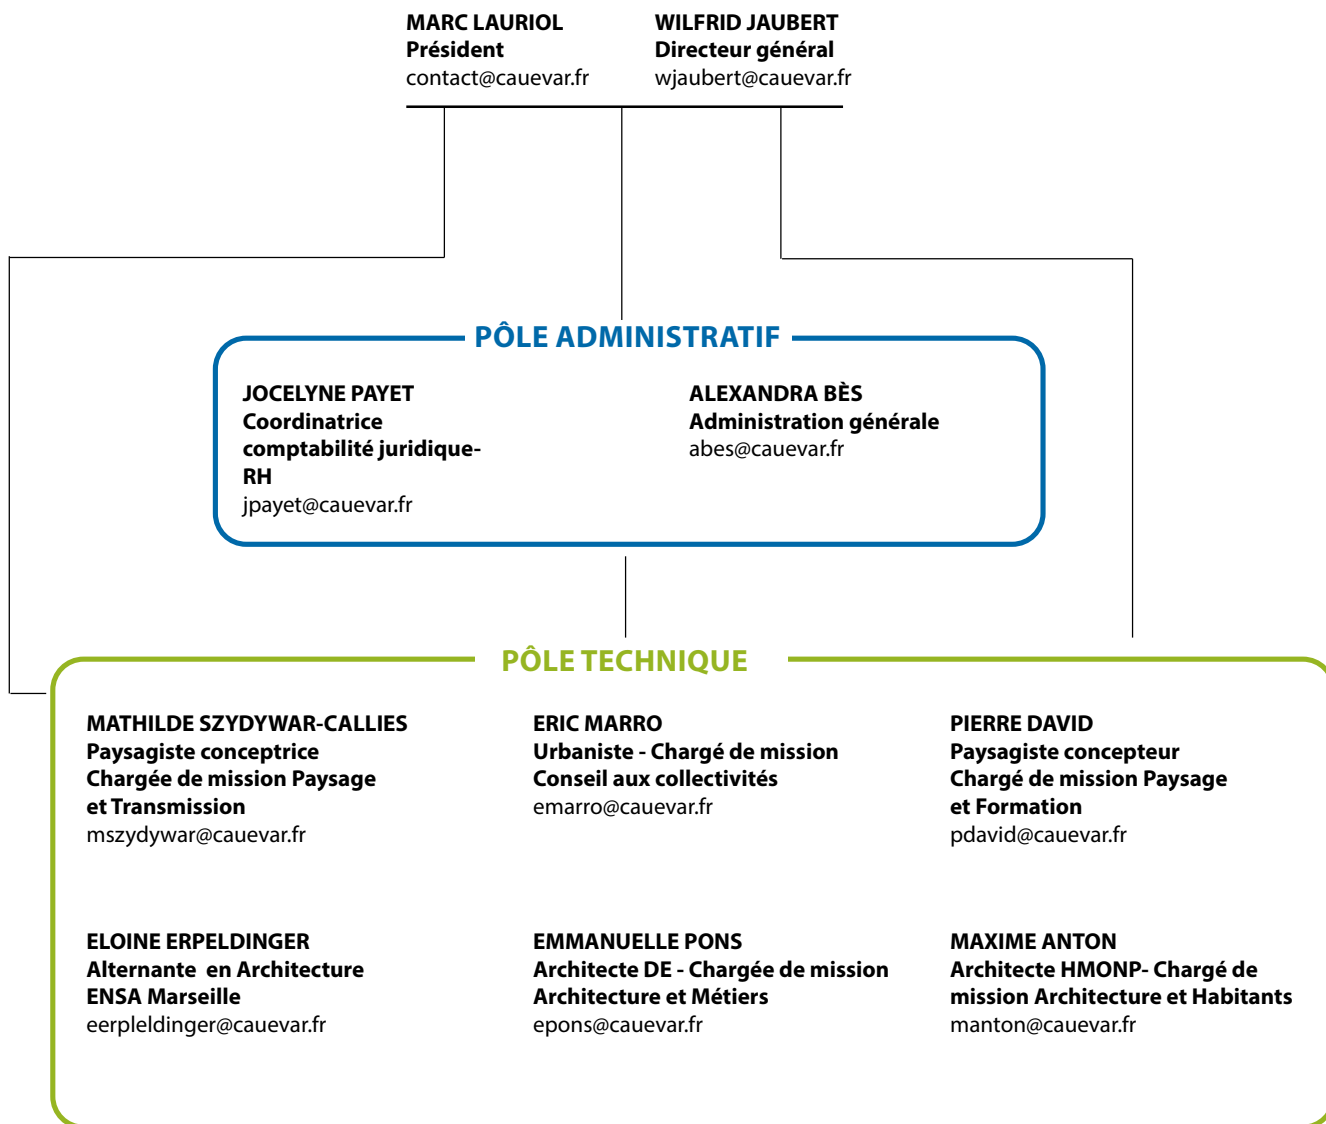 MARC LAURIOL
Président
contact@cauevar.fr
WILFRID JAUBERT
Directeur général
wjaubert@cauevar.fr
PÔLE ADMINISTRATIF
JOCELYNE PAYET
Coordinatrice
comptabilité juridique-
RH
jpayet@cauevar.fr
ALEXANDRA BÈS
Administration générale
abes@cauevar.fr
PÔLE TECHNIQUE
MATHILDE SZYDYWAR-CALLIES
Paysagiste conceptrice
Chargée de mission Paysage
et Transmission
mszydywar@cauevar.fr
ERIC MARRO
Urbaniste - Chargé de mission
Conseil aux collectivités
emarro@cauevar.fr
PIERRE DAVID
Paysagiste concepteur
Chargé de mission Paysage
et Formation
pdavid@cauevar.fr
ELOINE ERPELDINGER
Alternante  en Architecture
ENSA Marseille
eerpleldinger@cauevar.fr
EMMANUELLE PONS
Architecte DE - Chargée de mission
Architecture et Métiers
epons@cauevar.fr
MAXIME ANTON
Architecte HMONP- Chargé de
mission Architecture et Habitants
manton@cauevar.fr